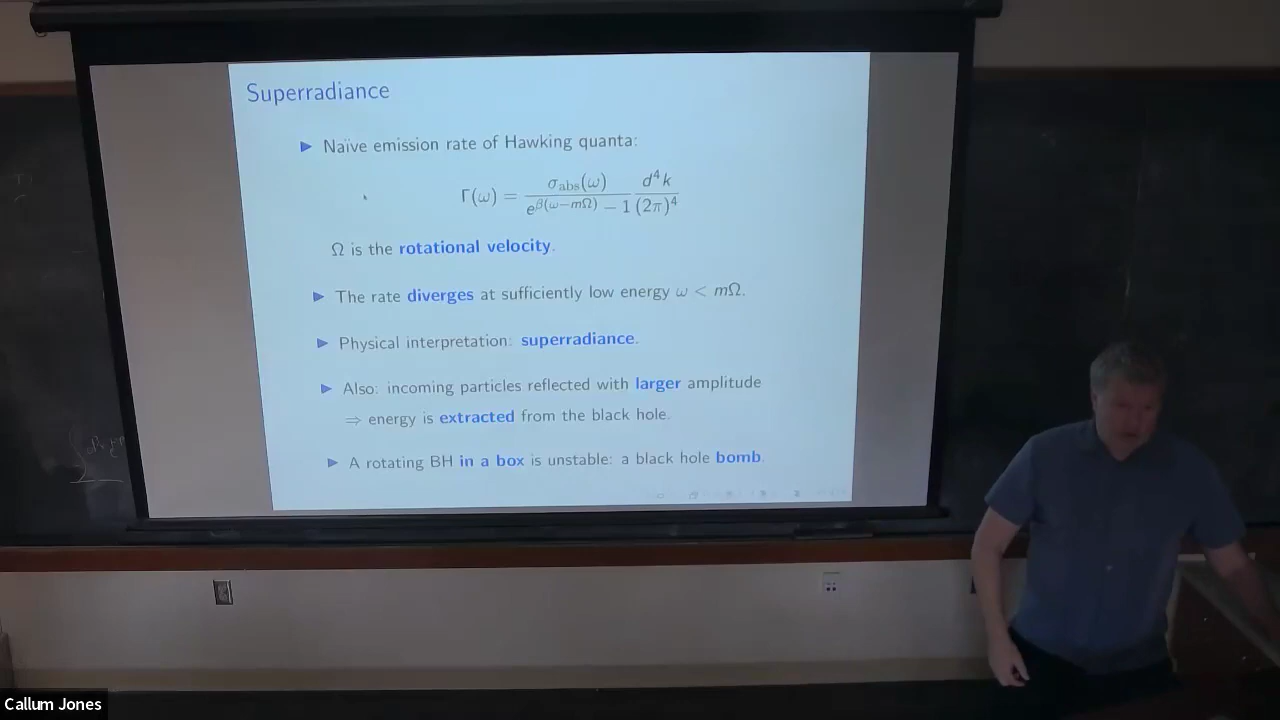 Superradiance
▶ Naïve emission rate of Hawking quanta:
Γ(ω) = σ_abs(ω) / (e^{β(ω−mΩ)} − 1) d⁴k / (2π)⁴
Ω is the rotational velocity.
▶ The rate diverges at sufficiently low energy ω < mΩ.
▶ Physical interpretation: superradiance.
▶ Also: incoming particles reflected with larger amplitude
⇒ energy is extracted from the black hole.
▶ A rotating BH in a box is unstable: a black hole bomb.
Callum Jones